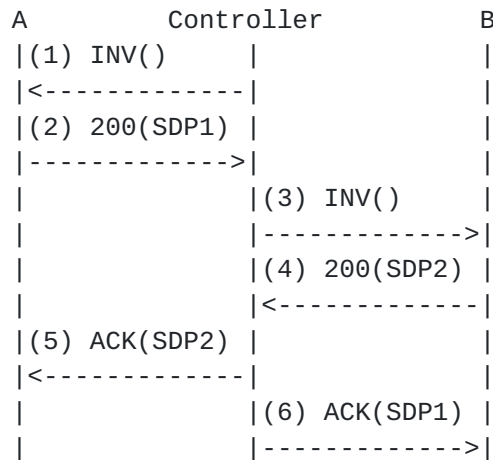 A Controller B
(1) INV()
(2) 200(SDP1)
(3) INV()
(4) 200(SDP2)
(5) ACK(SDP2)
(6) ACK(SDP1)